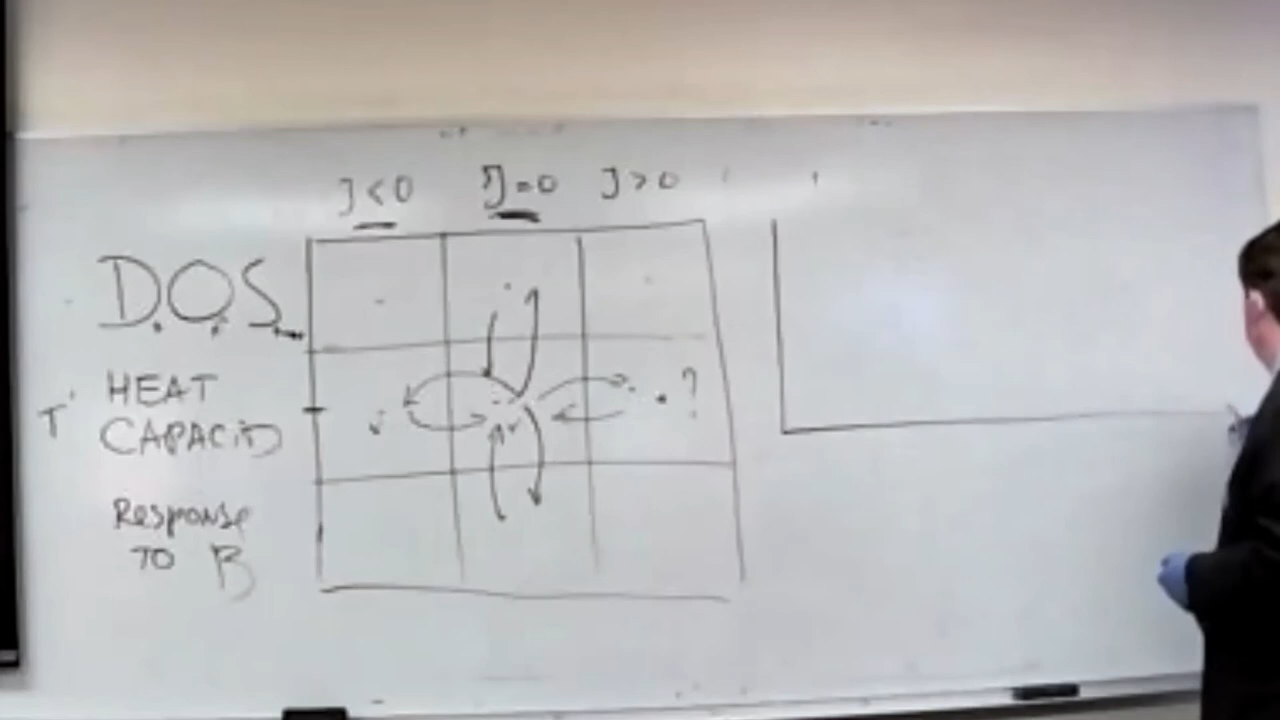 J<0 J=0 J>0
D.O.S.
T HEAT
CAPACITY
?
Response
TO B